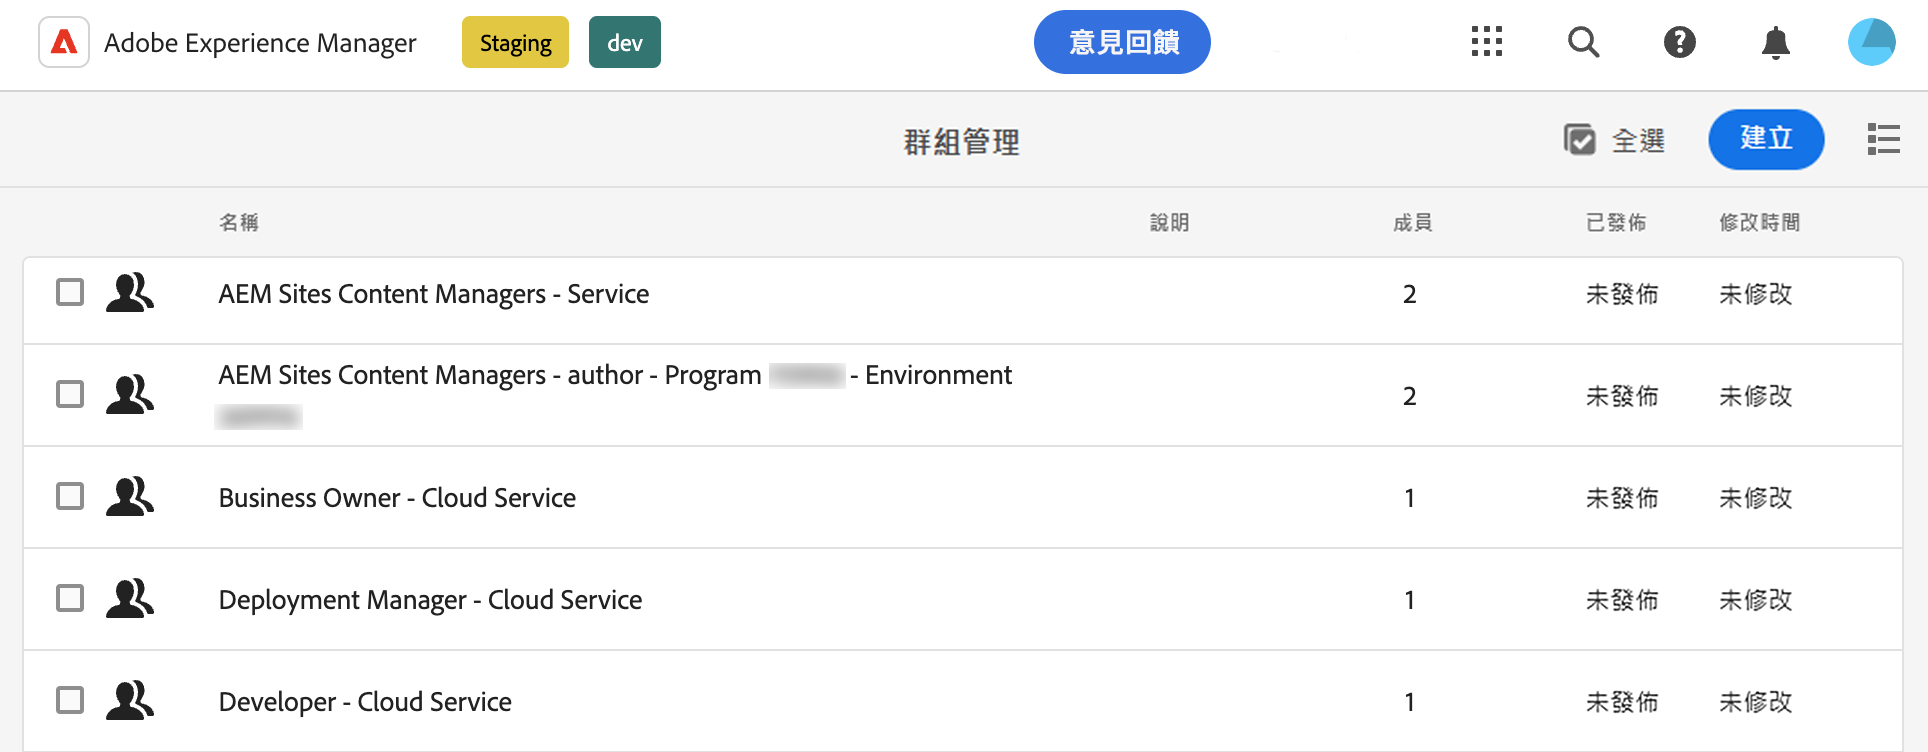 Adobe Experience Manager Staging dev 意見回饋
群組管理 全選 建立
名稱 說明 成員 已發佈 修改時間
AEM Sites Content Managers - Service 2 未發佈 未修改
AEM Sites Content Managers - author - Program - Environment 2 未發佈 未修改
Business Owner - Cloud Service 1 未發佈 未修改
Deployment Manager - Cloud Service 1 未發佈 未修改
Developer - Cloud Service 1 未發佈 未修改